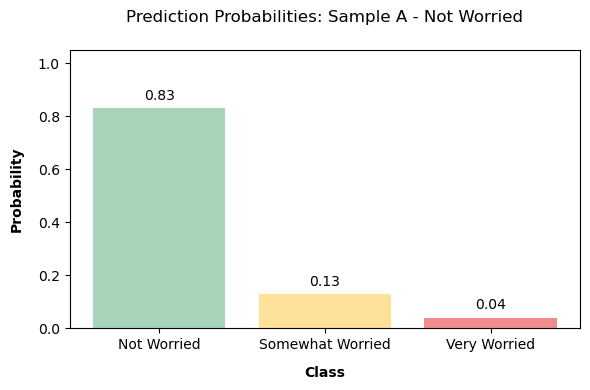 Prediction Probabilities: Sample A - Not Worried
1.0
0.8
0.6
0.4
0.2
0.0
Probability
0.83
0.13
0.04
Not Worried
Somewhat Worried
Very Worried
Class